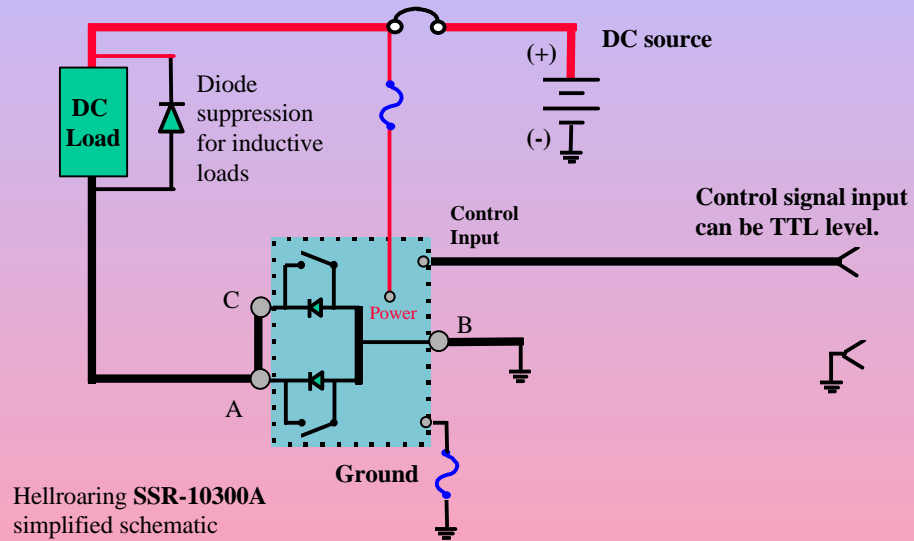 DC source
(+)
(-)
Diode
suppression
for inductive
loads
DC
Load
Control signal input
can be TTL level.
Control
Input
Power
C
B
A
Ground
Hellroaring SSR-10300A
simplified schematic